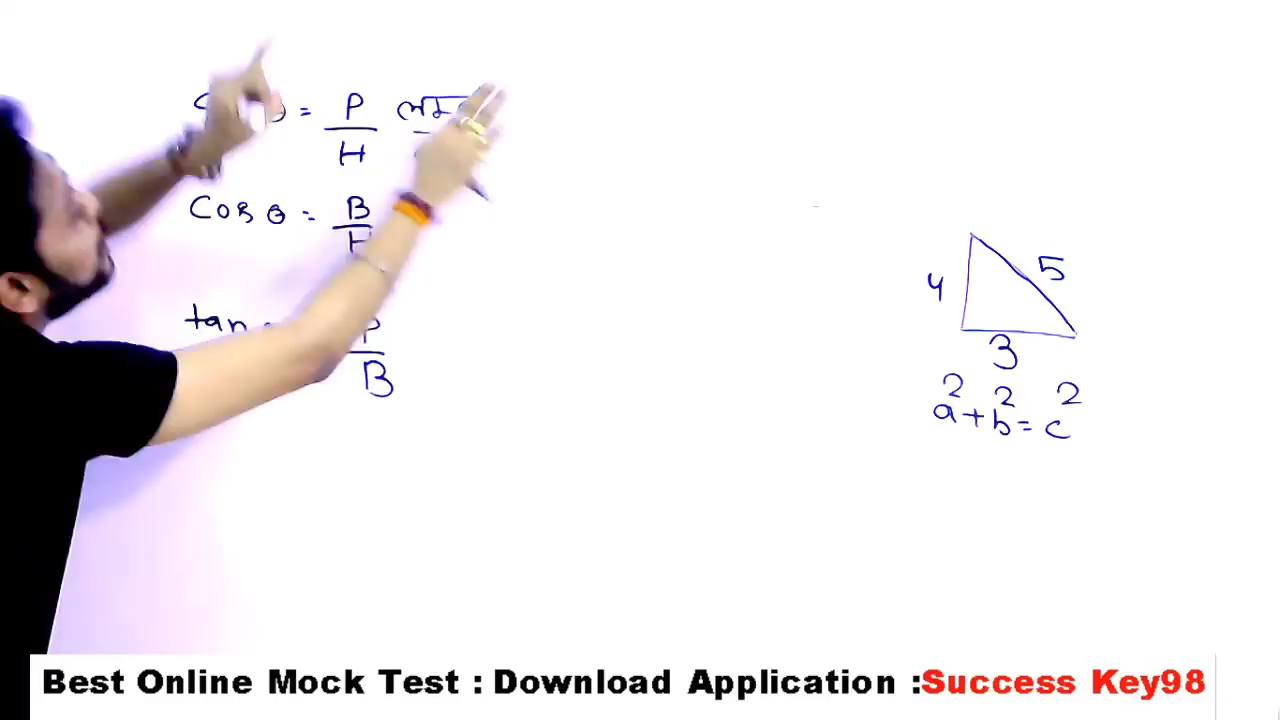 = P
H
Cos θ = B
H
tan P
B
4 5
3
a² + b² = c²
Best Online Mock Test : Download Application :Success Key98